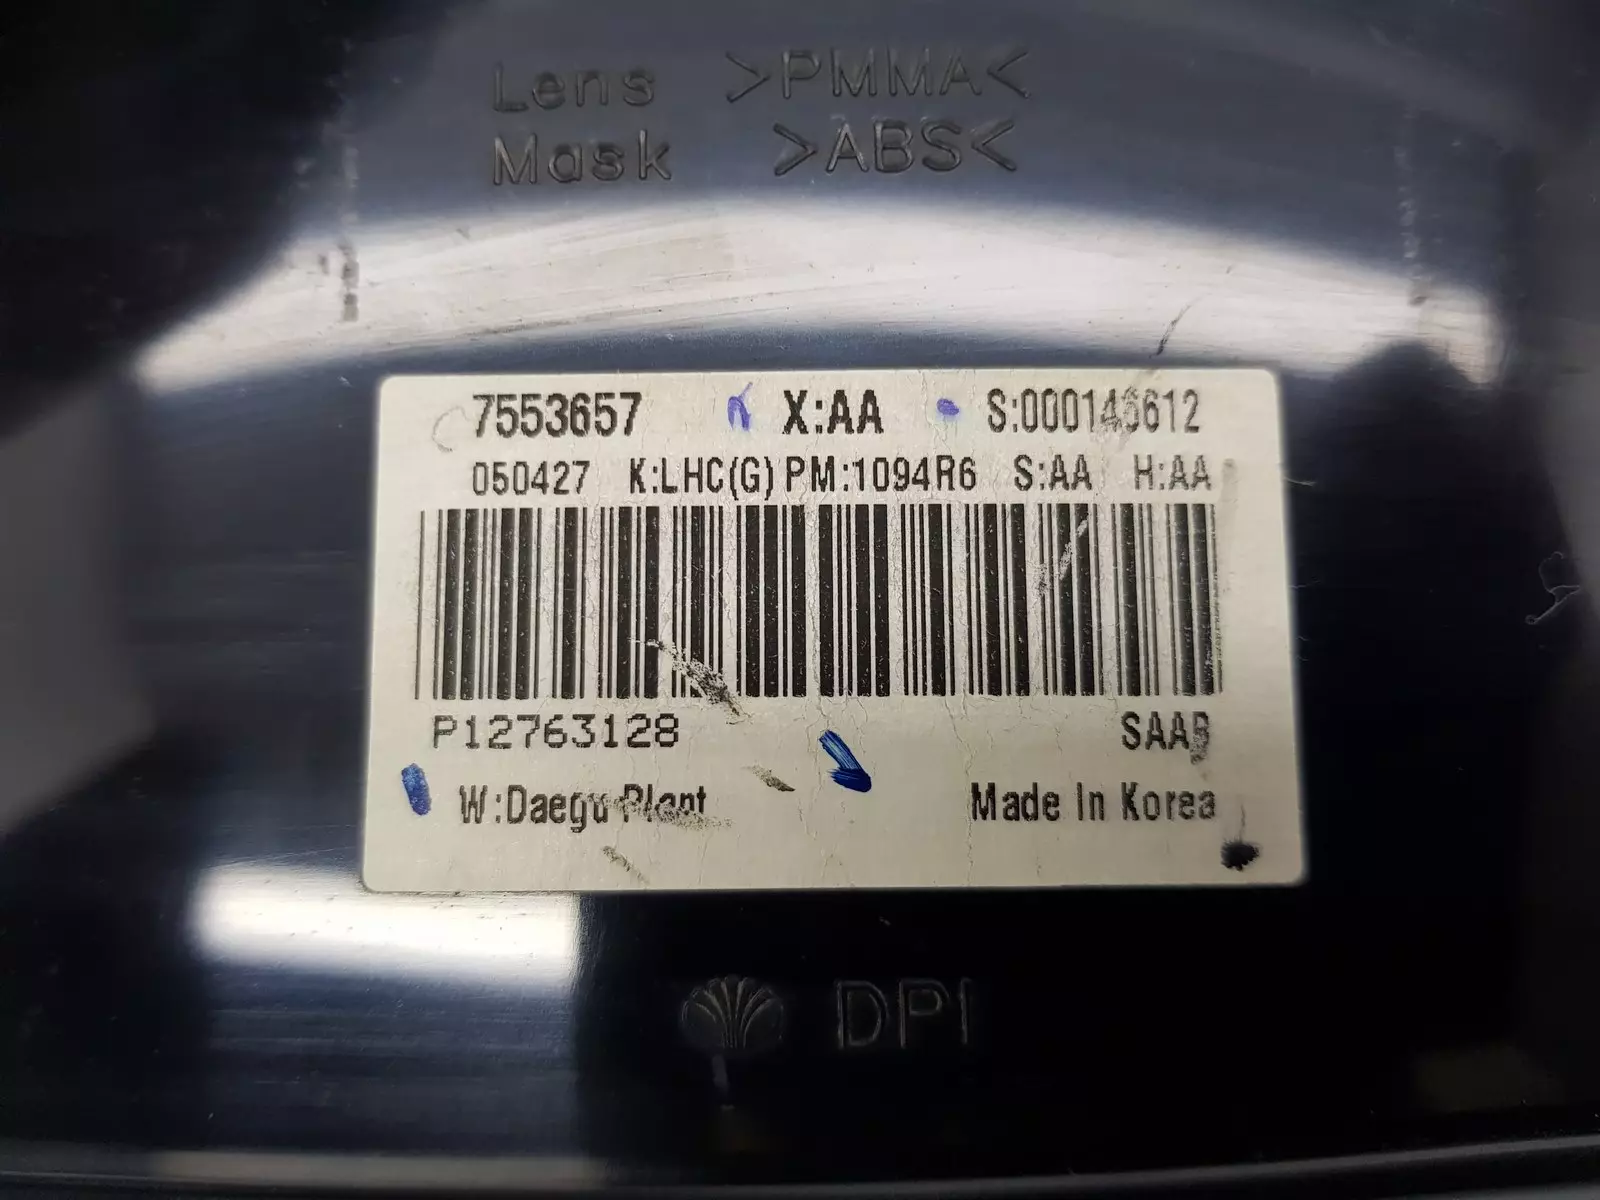 Lens >PMMA<
Mask >ABS<
7553657 X:AA
050427 K:LHC(G) PM:1094R6 S:AA H:AA
P12763128 SAAB
W:Daegu Plant Made In Korea
DPI